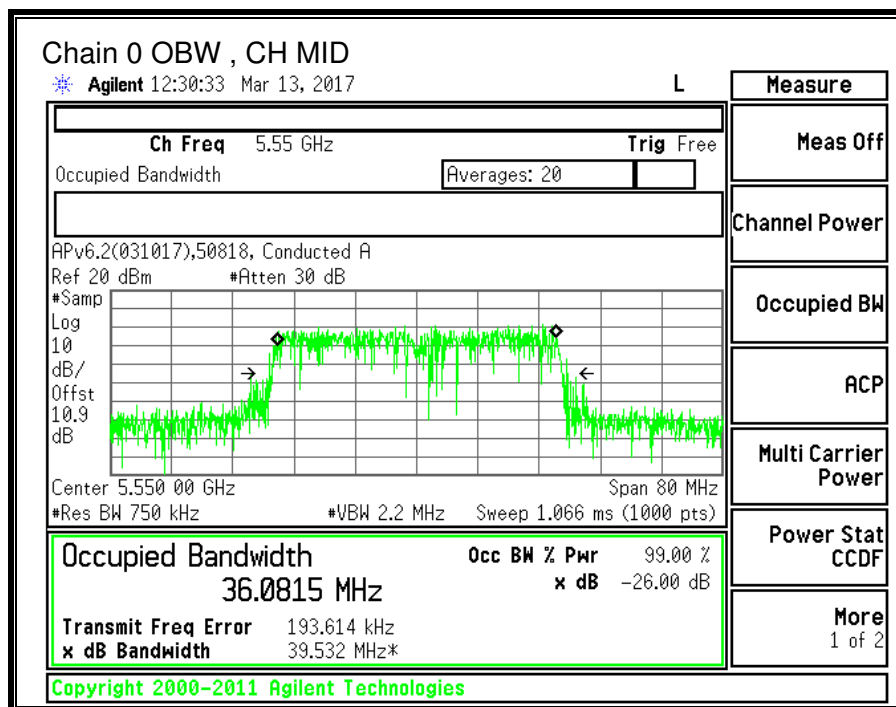 Chain 0 OBW , CH MID
Agilent 12:30:33 Mar 13, 2017 L
Measure
Ch Freq 5.55 GHz Trig Free
Meas Off
Occupied Bandwidth Averages: 20
Channel Power
APv6.2(031017),50818, Conducted A
Ref 20 dBm #Atten 30 dB
#Samp
Log
10
dB/
Offst
10.9
dB
Occupied BW
ACP
Center 5.550 00 GHz Span 80 MHz
#Res BW 750 kHz #VBW 2.2 MHz Sweep 1.066 ms (1000 pts)
Multi Carrier
Power
Occupied Bandwidth Occ BW % Pwr 99.00 %
36.0815 MHz x dB -26.00 dB
Power Stat
CCDF
Transmit Freq Error 193.614 kHz
x dB Bandwidth 39.532 MHz*
More
1 of 2
Copyright 2000-2011 Agilent Technologies